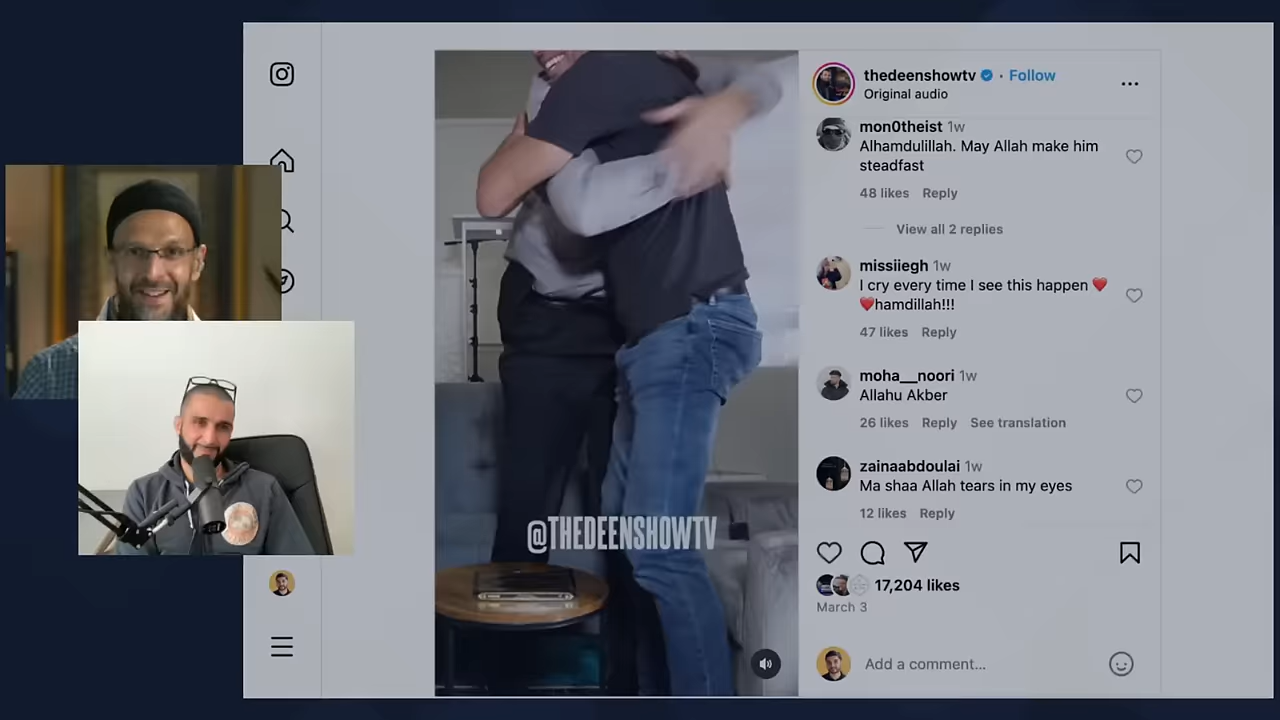 thedeenshowtv · Follow
Original audio
mon0theist 1w
Alhamdulillah. May Allah make him
steadfast
48 likes Reply
View all 2 replies
missiiegh 1w
I cry every time I see this happen ❤️
❤️hamdillah!!!
47 likes Reply
moha__noori 1w
Allahu Akber
26 likes Reply See translation
zainaabdoulai 1w
Ma shaa Allah tears in my eyes
12 likes Reply
17,204 likes
March 3
Add a comment...
@THEDEENSHOWTV